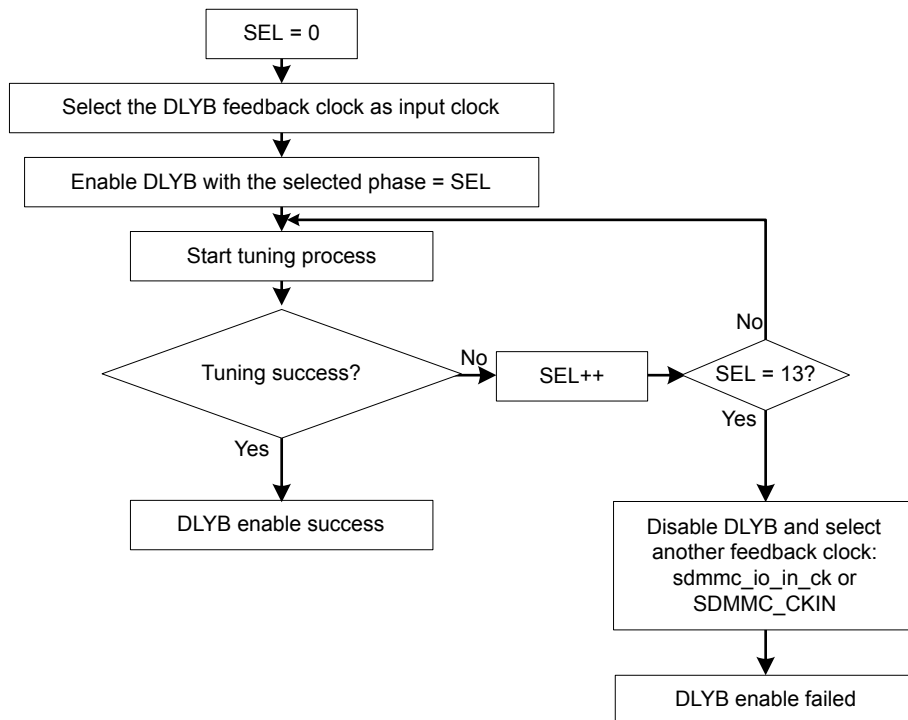 SEL = 0
Select the DLYB feedback clock as input clock
Enable DLYB with the selected phase = SEL
Start tuning process
No
Tuning success?
No
SEL++
SEL = 13?
Yes
Yes
DLYB enable success
Disable DLYB and select
another feedback clock:
sdmmc_io_in_ck or
SDMMC_CKIN
DLYB enable failed